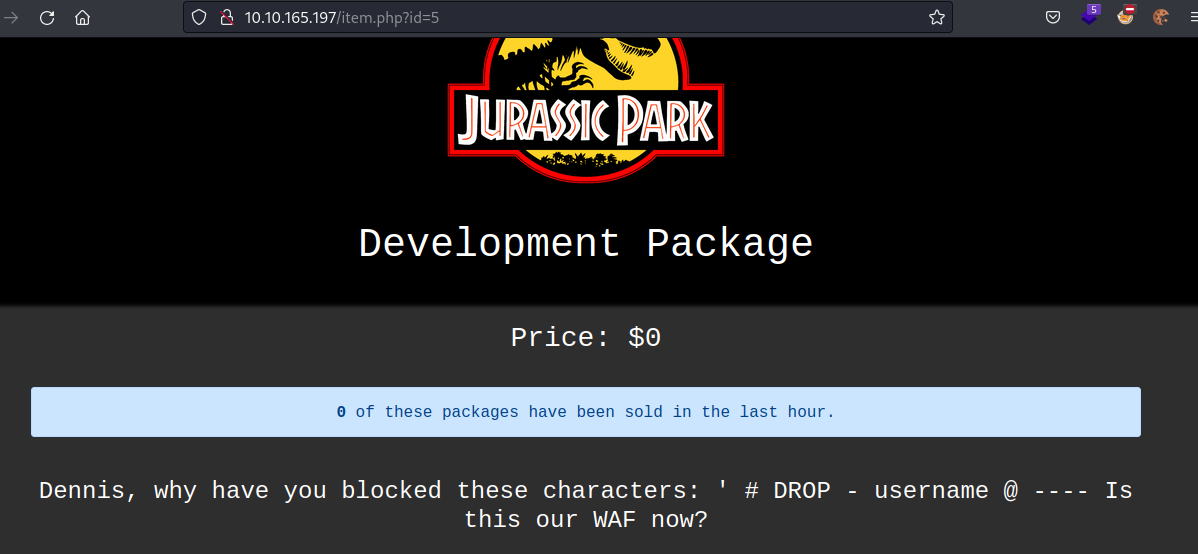 10.10.165.197/item.php?id=5
5
JURASSIC PARK
Development Package
Price: $0
0 of these packages have been sold in the last hour.
Dennis, why have you blocked these characters: ' # DROP - username @ ---- Is
this our WAF now?